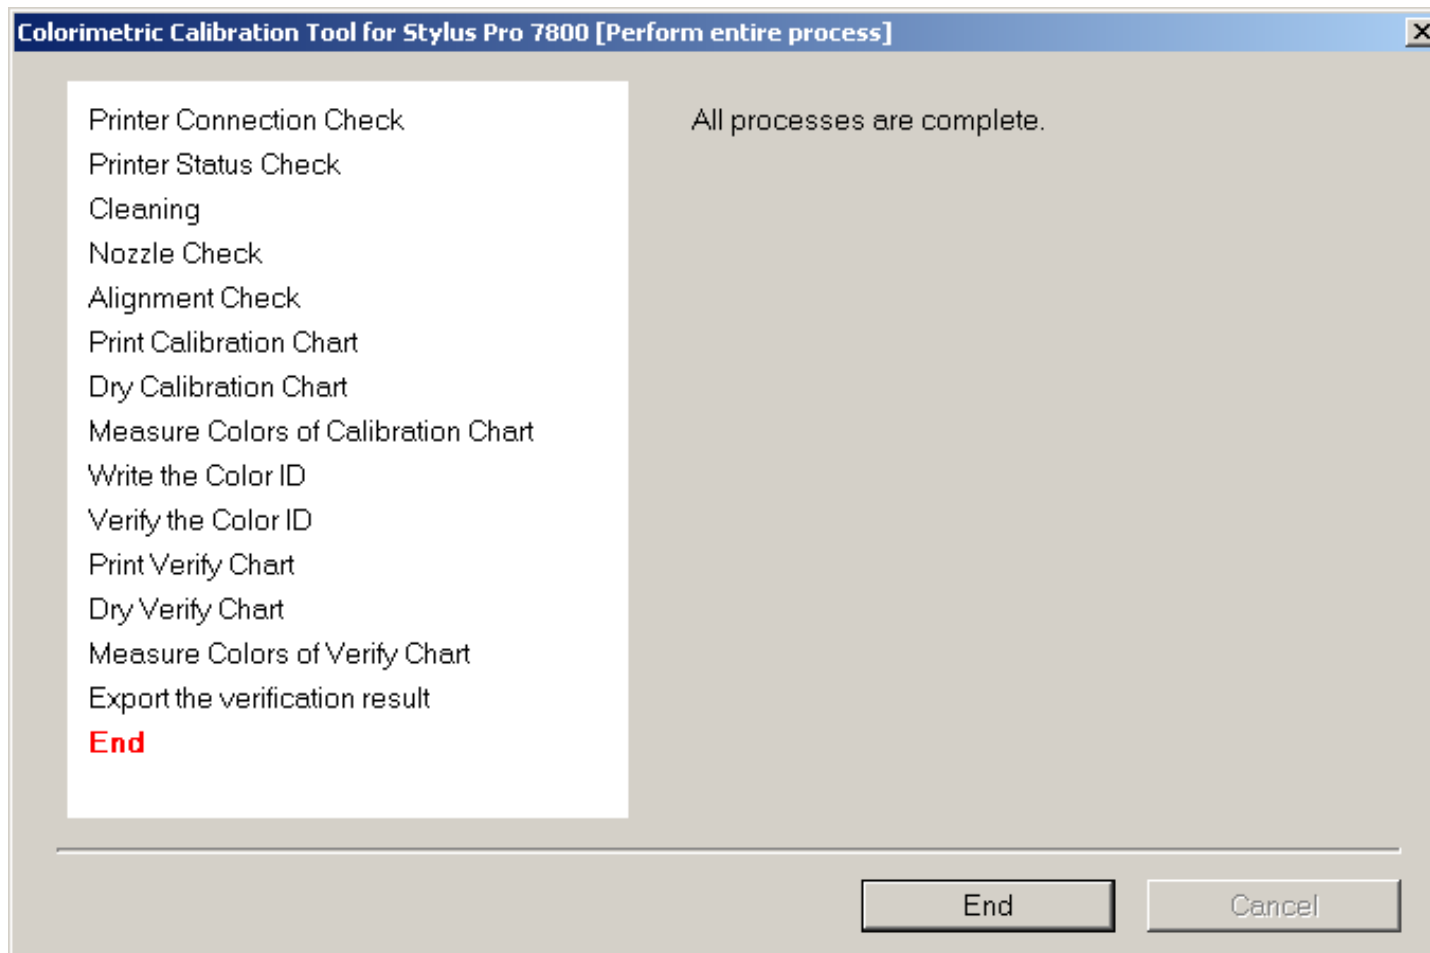 Colorimetric Calibration Tool for Stylus Pro 7800 [Perform entire process]
Printer Connection Check
Printer Status Check
Cleaning
Nozzle Check
Alignment Check
Print Calibration Chart
Dry Calibration Chart
Measure Colors of Calibration Chart
Write the Color ID
Verify the Color ID
Print Verify Chart
Dry Verify Chart
Measure Colors of Verify Chart
Export the verification result
End
All processes are complete.
End
Cancel